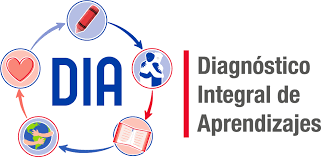 DIA
Diagnóstico
Integral de
Aprendizajes